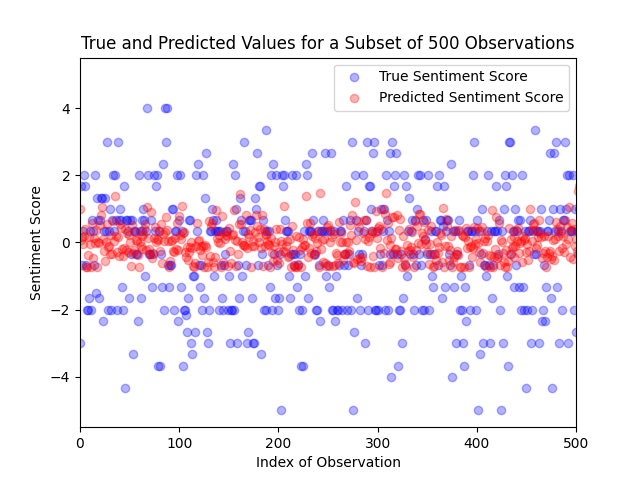 True and Predicted Values for a Subset of 500 Observations
True Sentiment Score
Predicted Sentiment Score
Sentiment Score
4
2
0
−2
−4
0 100 200 300 400 500
Index of Observation